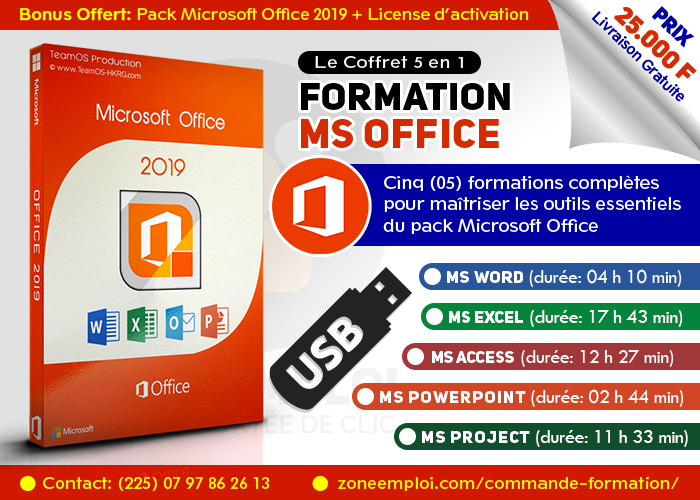 Bonus Offert: Pack Microsoft Office 2019 + License d'activation
PRIX
25.000 F
Livraison Gratuite
TeamOS Production
© www.TeamOS-HKRG.com
Microsoft
Microsoft Office
2019
OFFICE 2019
W
X
O
P
Office
Microsoft
Le Coffret 5 en 1
FORMATION
MS OFFICE
Cinq (05) formations complètes
pour maîtriser les outils essentiels
du pack Microsoft Office
USB
MS WORD (durée: 04 h 10 min)
MS EXCEL (durée: 17 h 43 min)
MS ACCESS (durée: 12 h 27 min)
MS POWERPOINT (durée: 02 h 44 min)
MS PROJECT (durée: 11 h 33 min)
Contact: (225) 07 97 86 26 13
zoneemploi.com/commande-formation/